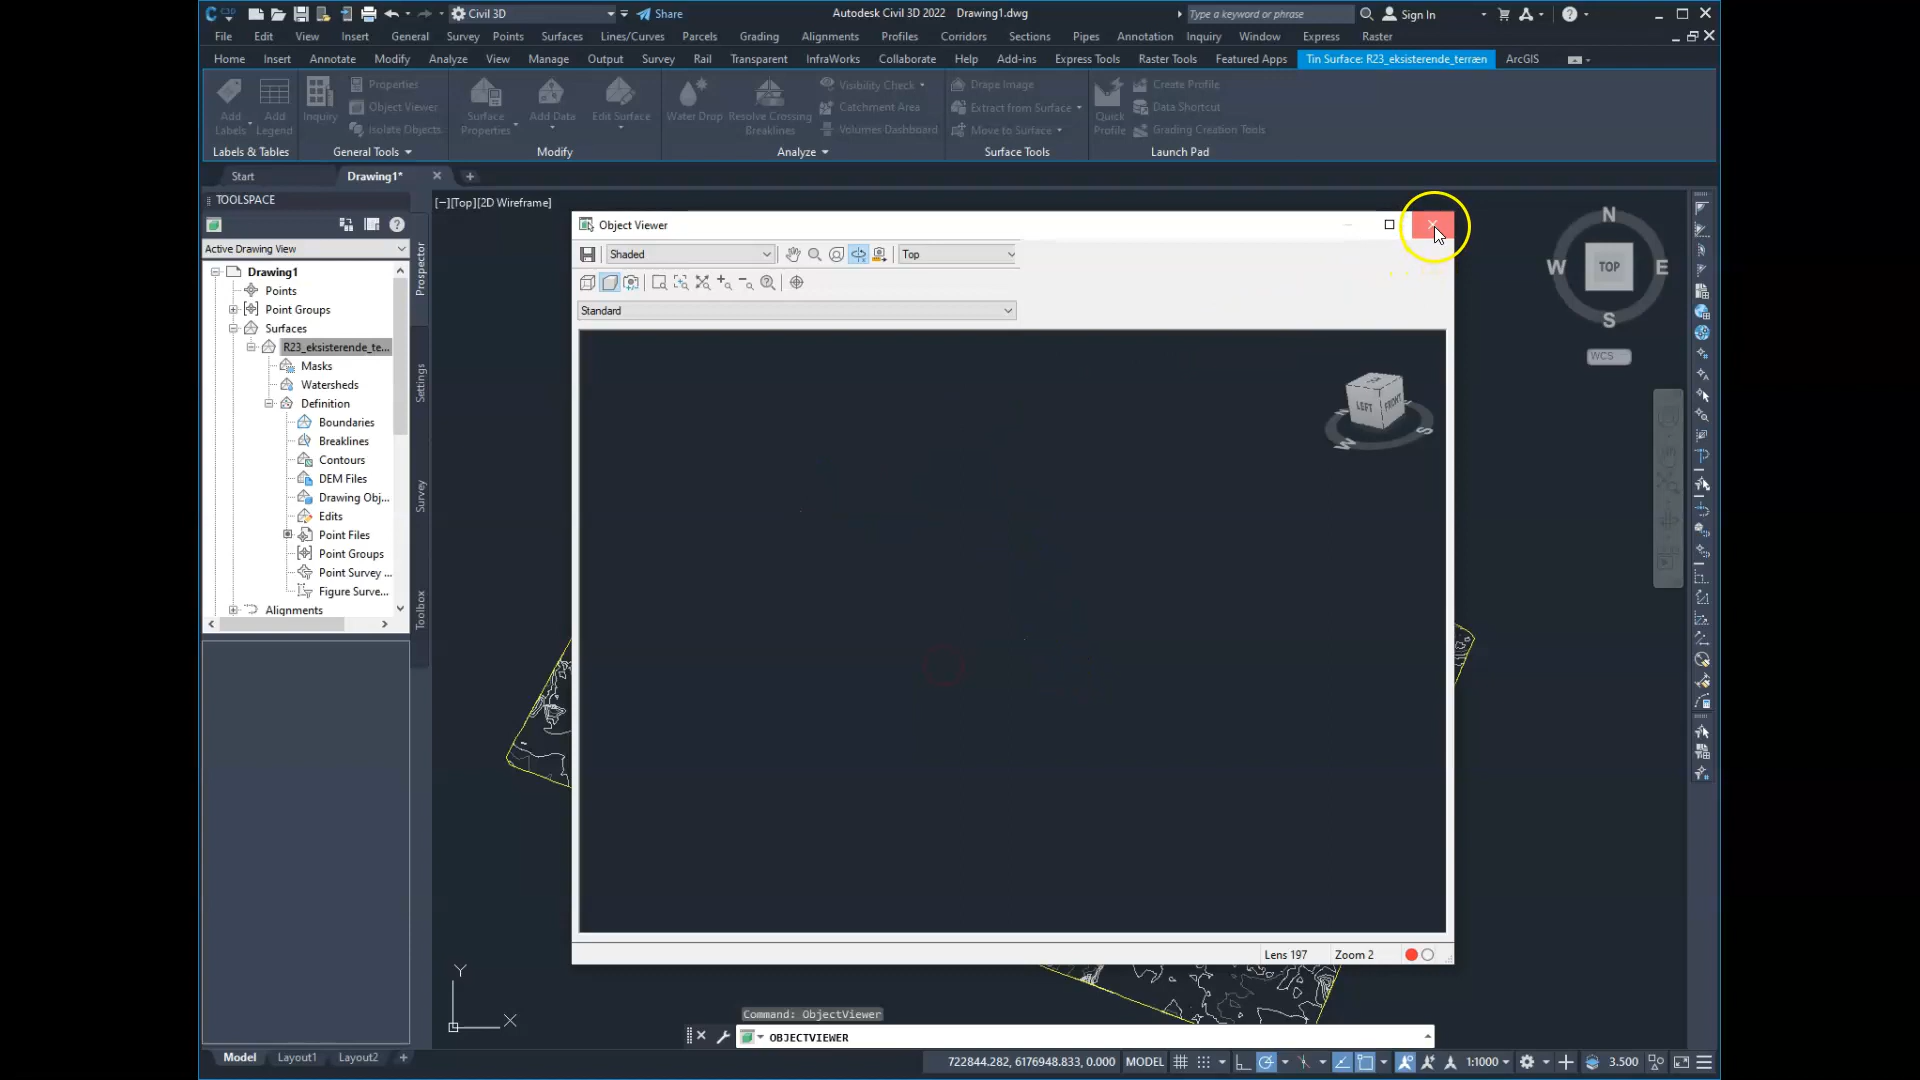 C3D Civil 3D Share Autodesk Civil 3D 2022 Drawing1.dwg Type a keyword or phrase Sign In
File Edit View Insert General Survey Points Surfaces Lines/Curves Parcels Grading Alignments Profiles Corridors Sections Pipes Annotation Inquiry Window Express Raster
Home Insert Annotate Modify Analyze View Manage Output Survey Rail Transparent InfraWorks Collaborate Help Add-ins Express Tools Raster Tools Featured Apps Tin Surface: R23_eksisterende_terræn ArcGIS
Properties Visibility Check Drape Image Create Profile
Object Viewer Catchment Area Extract from Surface Data Shortcut
Add Labels Add Legend Inquiry Surface Properties Add Data Edit Surface Water Drop Resolve Crossing Breaklines Quick Profile
Isolate Objects Volumes Dashboard Move to Surface Grading Creation Tools
Labels & Tables General Tools Modify Analyze Surface Tools Launch Pad
Start Drawing1*
TOOLSPACE
[−][Top][2D Wireframe]
Active Drawing View
Drawing1
Points
Point Groups
Surfaces
R23_eksisterende_te...
Masks
Watersheds
Definition
Boundaries
Breaklines
Contours
DEM Files
Drawing Obj...
Edits
Point Files
Point Groups
Point Survey ...
Figure Surve...
Alignments
Prospector
Settings
Survey
Toolbox
Object Viewer
Shaded Top
Standard
LEFT FRONT
W S
Lens 197 Zoom 2
N
W TOP E
S
WCS
Y
X
Command: ObjectViewer
OBJECTVIEWER
Model Layout1 Layout2 +
722844.282, 6176948.833, 0.000 MODEL 1:1000 3.500